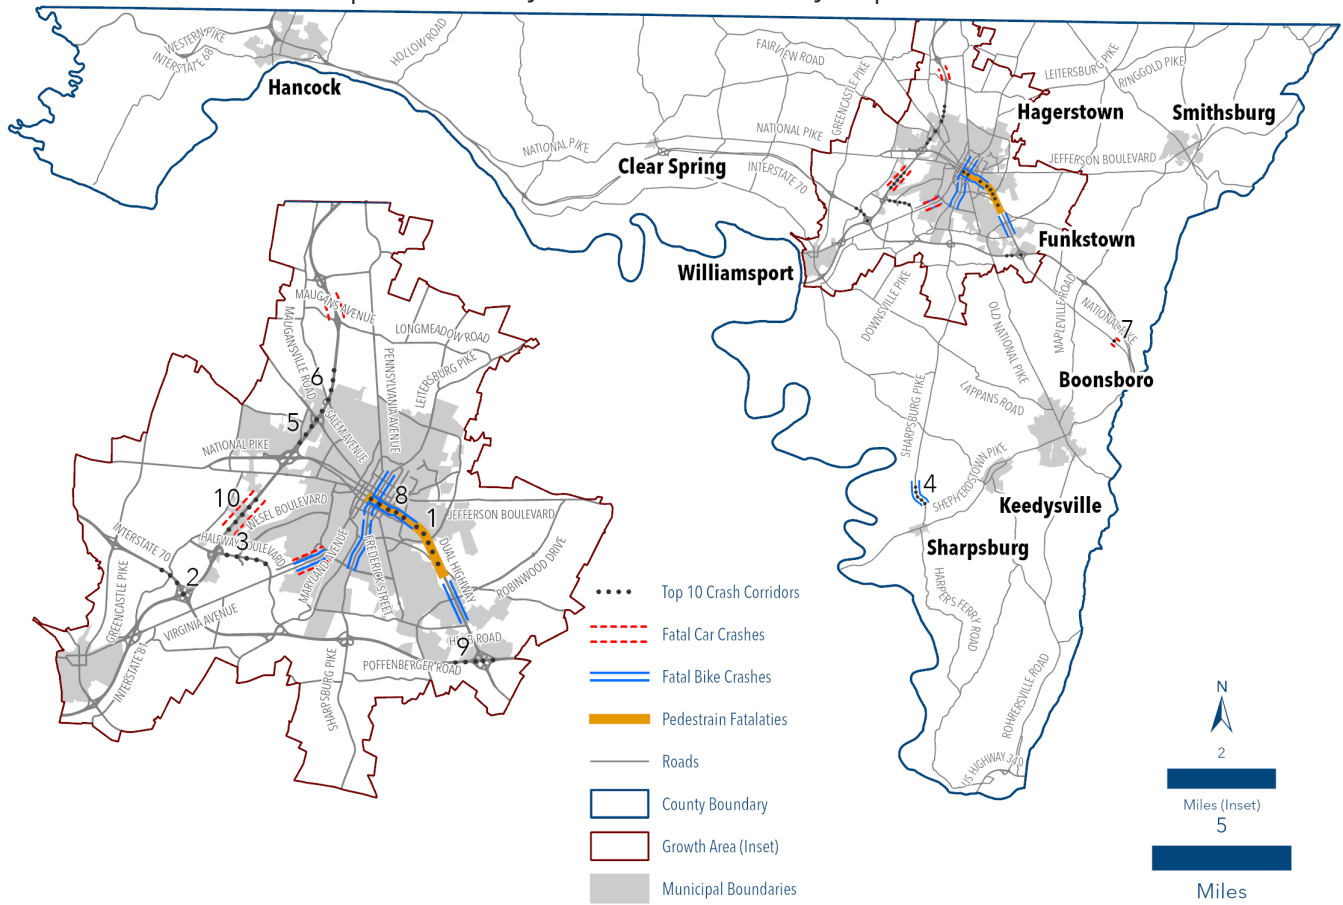 WESTERN PIKE
INTERSTATE 68
HOLLOW ROAD
Hancock
FAIRVIEW ROAD
GREENCASTLE PIKE
LEITERSBURG PIKE
RINGGOLD PIKE
Hagerstown
Smithsburg
NATIONAL PIKE
NATIONAL PIKE
Clear Spring
INTERSTATE 70
JEFFERSON BOULEVARD
Funkstown
Williamsport
DOWNSVILLE PIKE
OLD NATIONAL PIKE
MAPLEVILLE ROAD
NATIONAL PIKE
7
Boonsboro
LAPPANS ROAD
SHARPSBURG PIKE
4
SHEPHERDSTOWN PIKE
Keedysville
Sharpsburg
HARPERS FERRY ROAD
ROHRERSVILLE ROAD
US HIGHWAY 340
MAUGANS AVENUE
MAUGANSVILLE ROAD
LONGMEADOW ROAD
PENNSYLVANIA AVENUE
LEITERSBURG PIKE
6
5
SALEM AVENUE
NATIONAL PIKE
10
WESEL BOULEVARD
8
1
JEFFERSON BOULEVARD
HALFWAY BOULEVARD
3
INTERSTATE 70
2
GREENCASTLE PIKE
VIRGINIA AVENUE
MARYLAND AVENUE
FREDERICK STREET
DUAL HIGHWAY
ROBINWOOD DRIVE
9
ROAD
POFFENBERGER ROAD
INTERSTATE 81
SHARPSBURG PIKE
Top 10 Crash Corridors
Fatal Car Crashes
Fatal Bike Crashes
Pedestrain Fatalaties
Roads
County Boundary
Growth Area (Inset)
Municipal Boundaries
N
2
Miles (Inset)
5
Miles